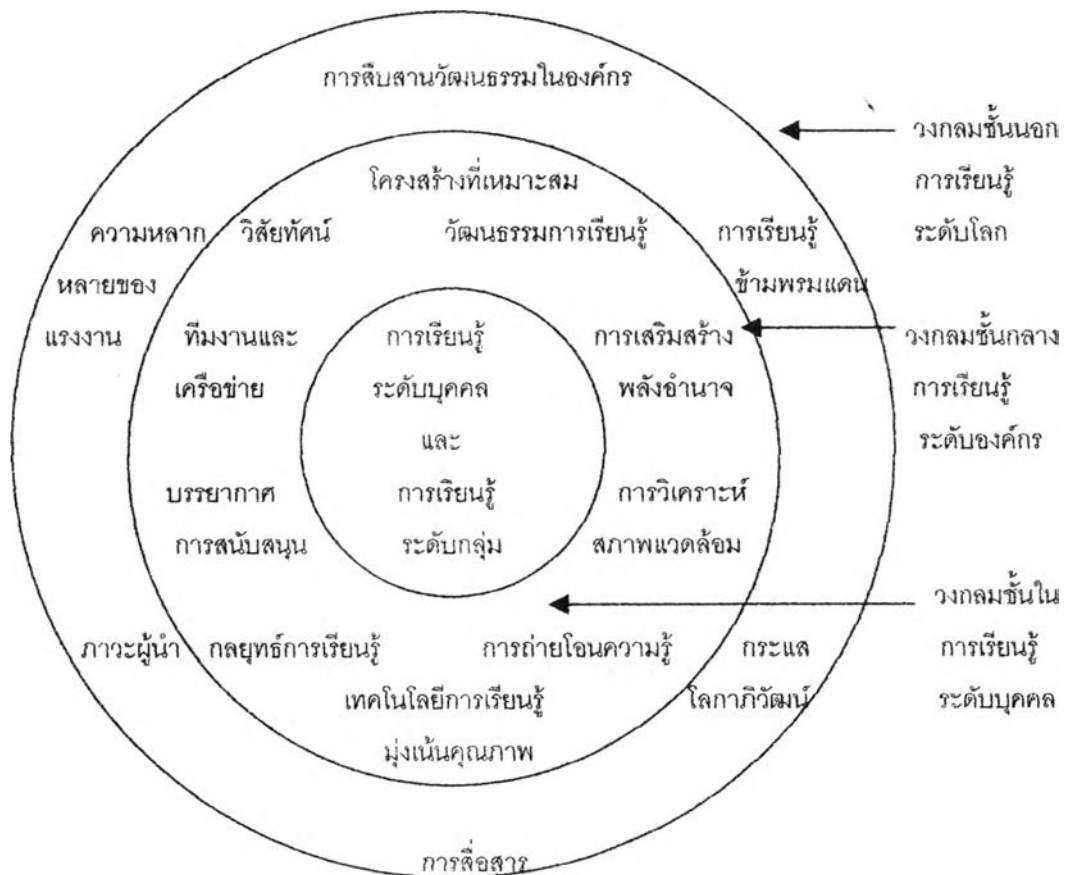 การสืบสานวัฒนธรรมในองค์กร
วงกลมชั้นนอก
การเรียนรู้
ระดับโลก
โครงสร้างที่เหมาะสม
ความหลาก
หลายของ
แรงงาน
วิสัยทัศน์
วัฒนธรรมการเรียนรู้
การเรียนรู้
ข้ามพรมแดน
ทีมงานและ
เครือข่าย
การเรียนรู้
ระดับบุคคล
และ
การเรียนรู้
ระดับกลุ่ม
การเสริมสร้าง
พลังอำนาจ
วงกลมชั้นกลาง
การเรียนรู้
ระดับองค์กร
บรรยากาศ
การสนับสนุน
การวิเคราะห์
สภาพแวดล้อม
วงกลมชั้นใน
การเรียนรู้
ระดับบุคคล
ภาวะผู้นำ
กลยุทธ์การเรียนรู้
การถ่ายโอนความรู้
กระแส
โลกาภิวัฒน์
เทคโนโลยีการเรียนรู้
มุ่งเน้นคุณภาพ
การสื่อสาร